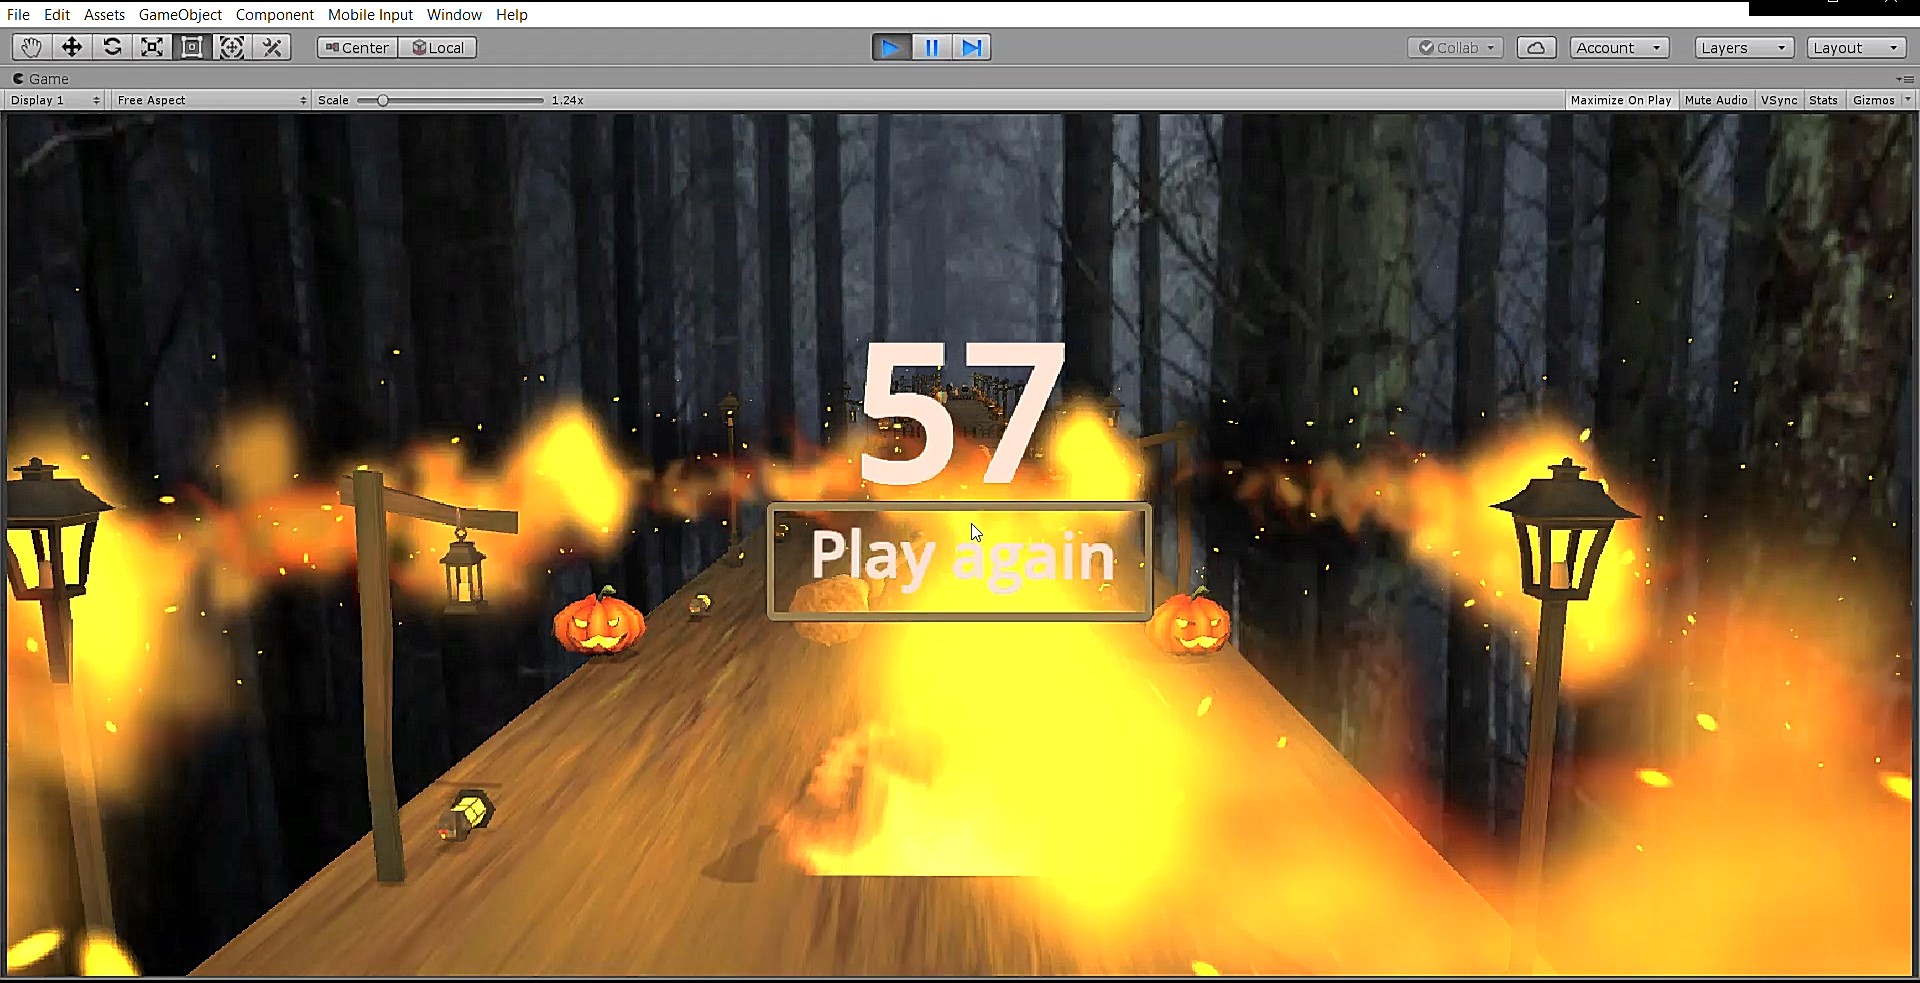 File Edit Assets GameObject Component Mobile Input Window Help
Center Local Collab Account Layers Layout
Game
Display 1 Free Aspect Scale 1.24x Maximize On Play Mute Audio VSync Stats Gizmos
57
Play again